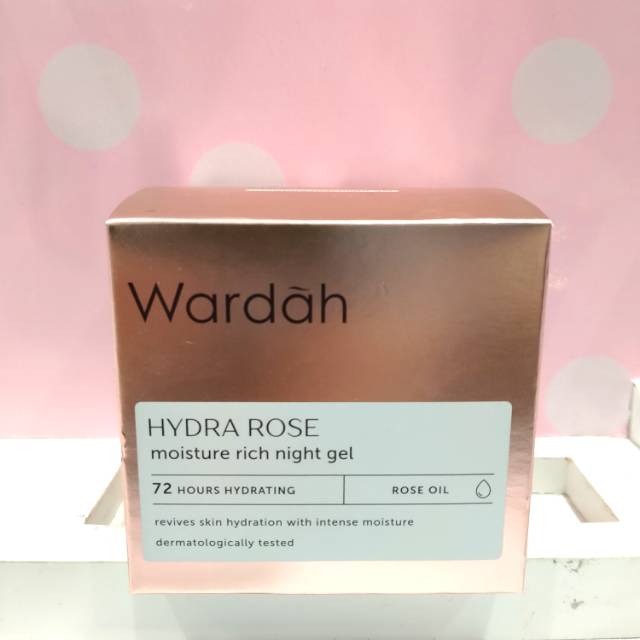 Wardãh
HYDRA ROSE
moisture rich night gel
72 HOURS HYDRATING
ROSE OIL
revives skin hydration with intense moisture
dermatologically tested